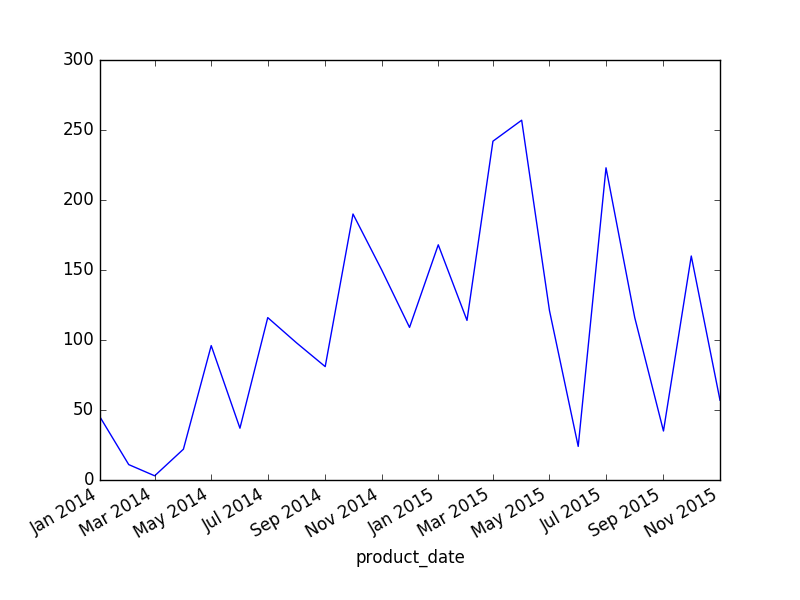 300
250
200
150
100
50
0
Jan 2014
Mar 2014
May 2014
Jul 2014
Sep 2014
Nov 2014
Jan 2015
Mar 2015
May 2015
Jul 2015
Sep 2015
Nov 2015
product_date